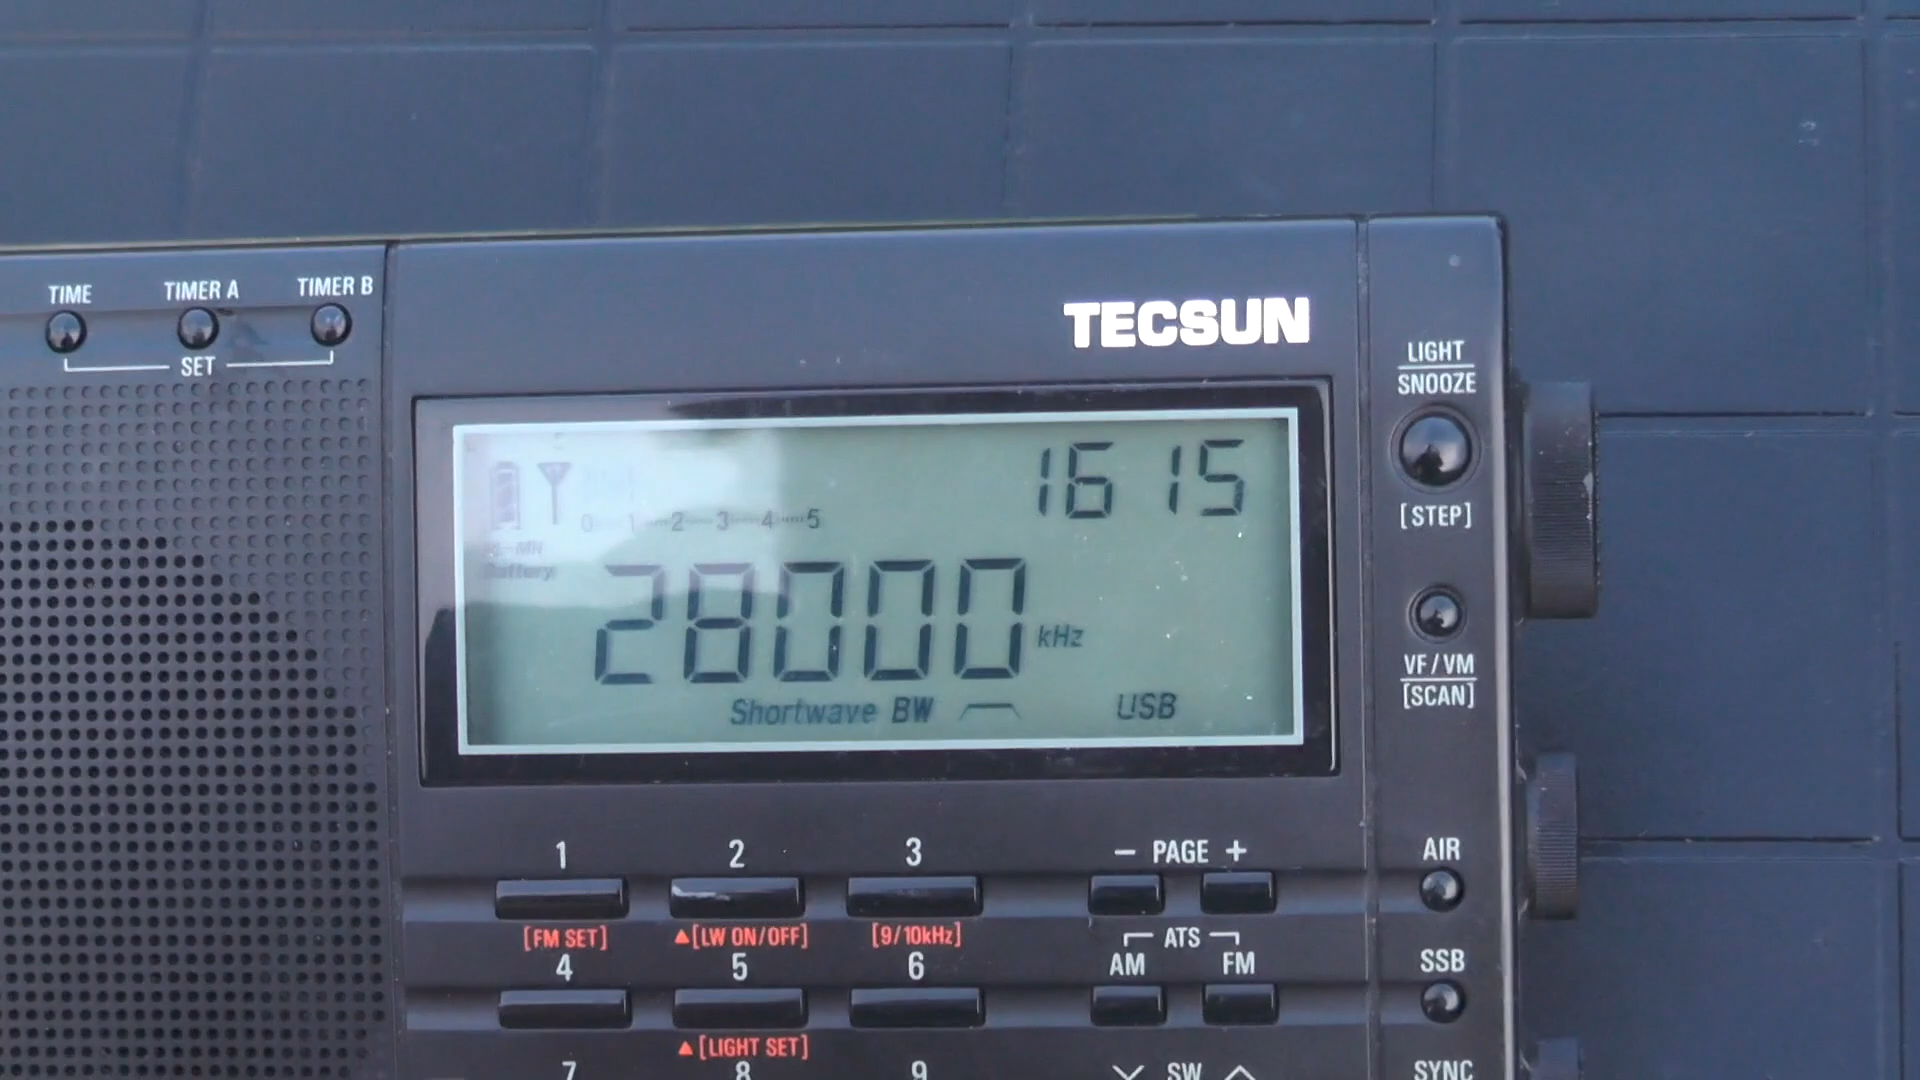 TIME TIMER A TIMER B
SET
TECSUN
LIGHT
SNOOZE
[STEP]
16 15
0 1 2 3 4 5
Battery
28000 kHz
Shortwave BW USB
VF/VM
[SCAN]
1 2 3 - PAGE + AIR
[FM SET] ▲[LW ON/OFF] [9/10kHz] ATS
4 5 6 AM FM SSB
▲[LIGHT SET]
7 8 9 SW SYNC